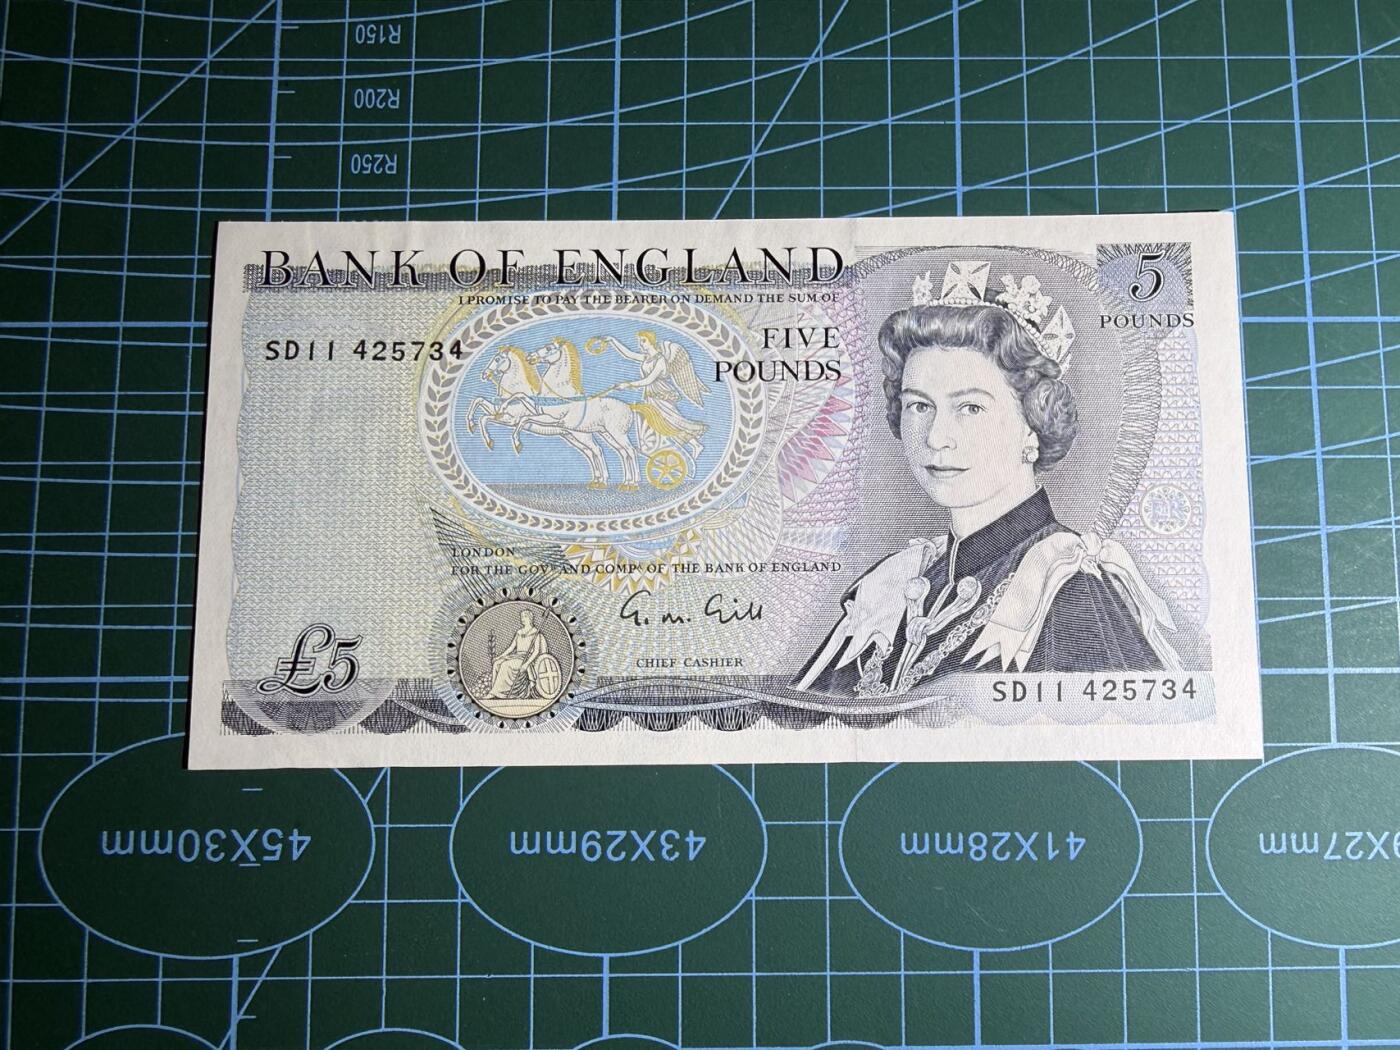 R150
R200
R250
BANK OF ENGLAND
I PROMISE TO PAY THE BEARER ON DEMAND THE SUM OF
FIVE
POUNDS
5
POUNDS
SD11 425734
LONDON
FOR THE GOVR AND COMPA OF THE BANK OF ENGLAND
G. M. Gill
CHIEF CASHIER
£5
SD11 425734
45X30mm
43X29mm
41X28mm
9X27mm